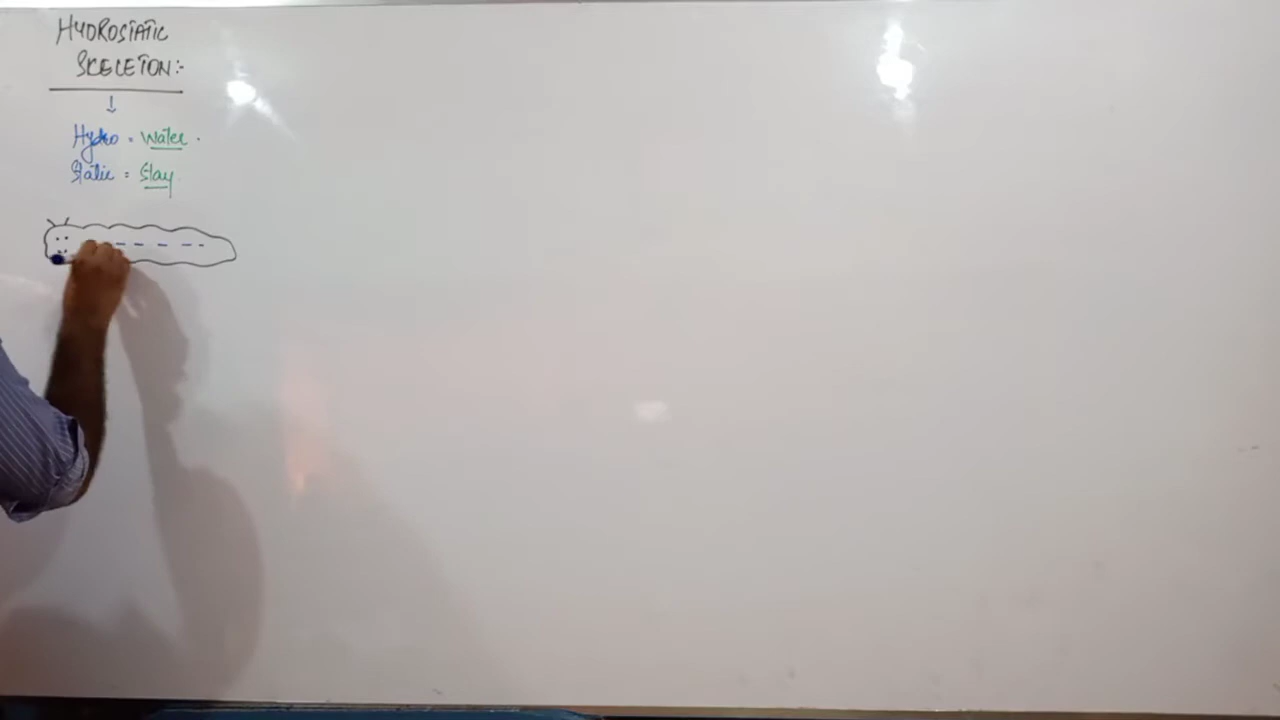 HYDROSTATIC
SKELETON:-
↓
Hydro = Water.
Static = Stay